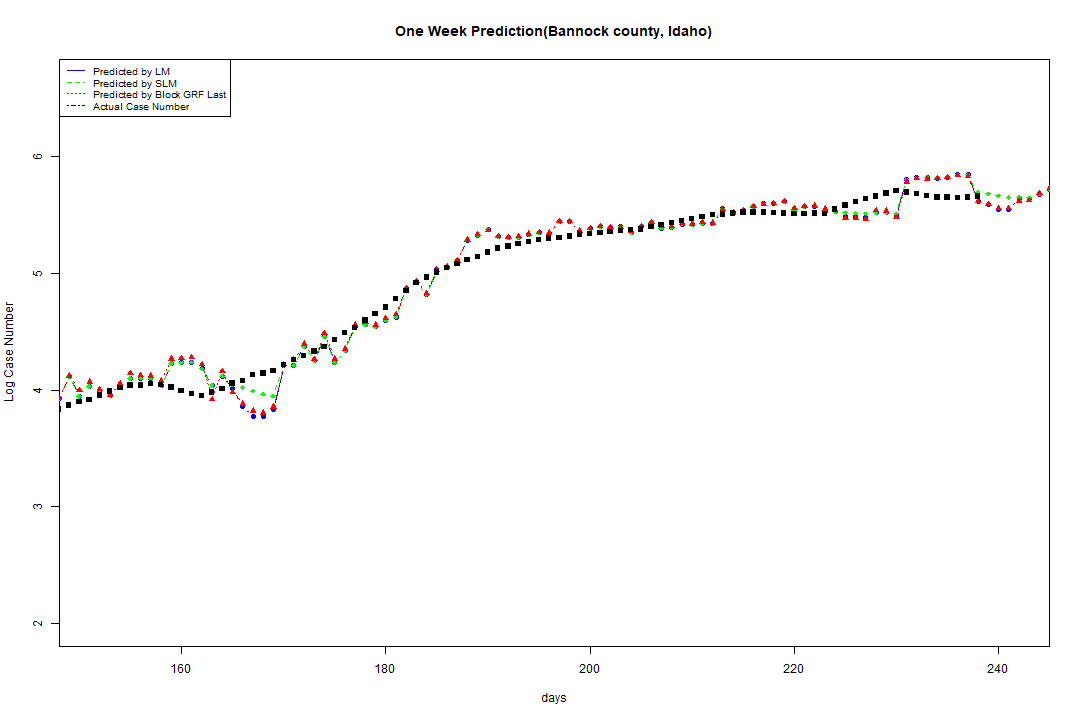 One Week Prediction(Bannock county, Idaho)
Predicted by LM
Predicted by SLM
Predicted by Block GRF Last
Actual Case Number
6
5
4
3
2
Log Case Number
160 180 200 220 240
days